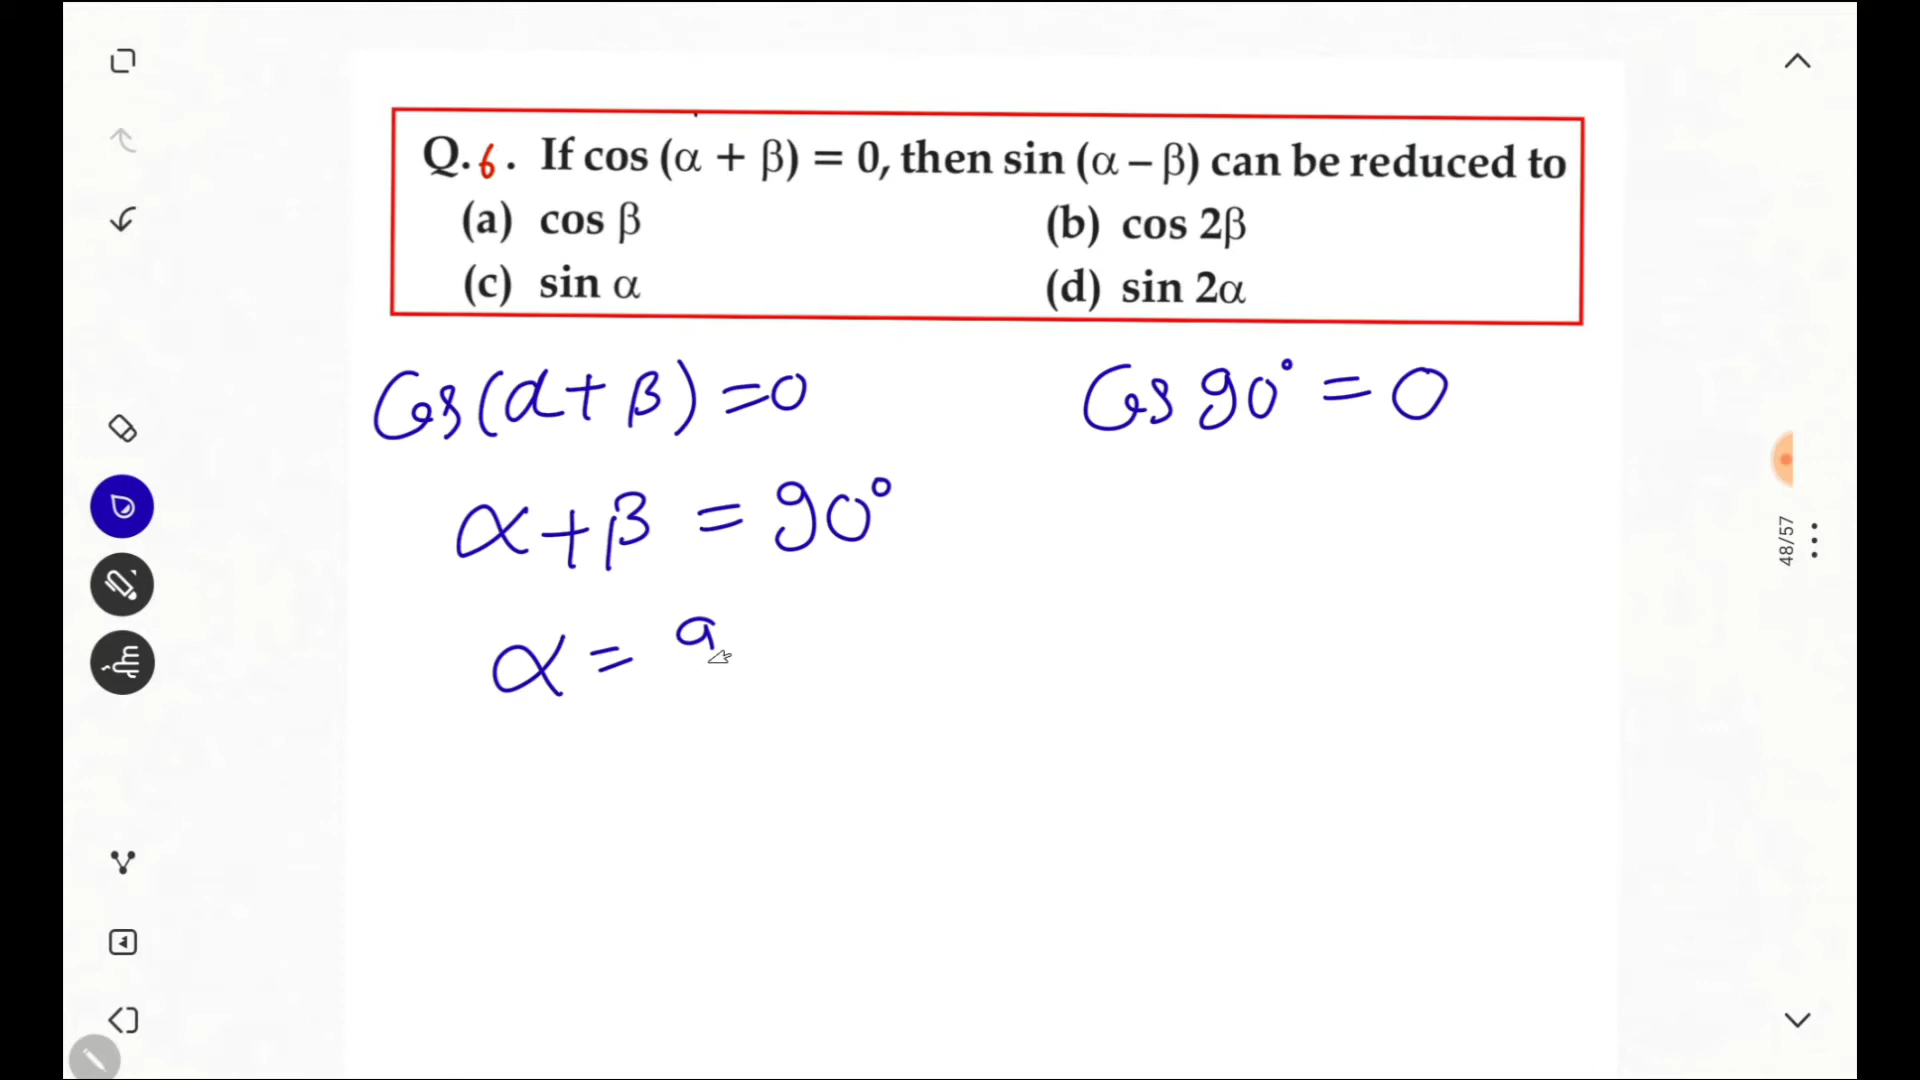 Q.6. If cos (α + β) = 0, then sin (α – β) can be reduced to
(a) cos β (b) cos 2β
(c) sin α (d) sin 2α
Cos(α+β)=0 Cos 90° = 0
α+β = 90°
α = 9
48/57